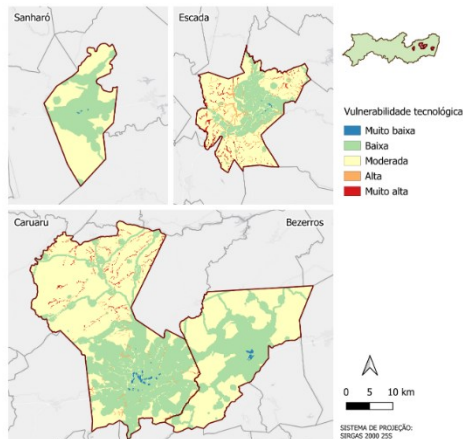 Sanharó
Escada
Vulnerabilidade tecnológica
Muito baixa
Baixa
Moderada
Alta
Muito alta
Caruaru
Bezerros
0 5 10 km
SISTEMA DE PROJEÇÃO:
SIRGAS 2000 25S